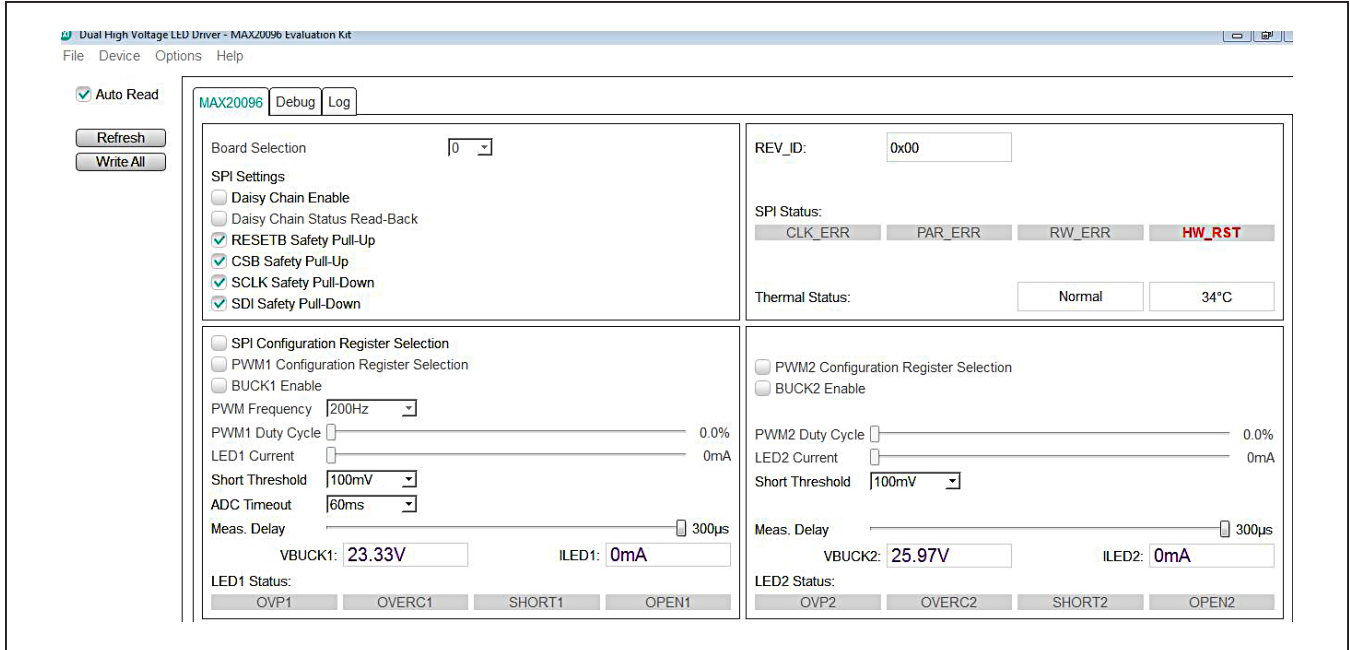 Dual High Voltage LED Driver - MAX20096 Evaluation Kit
File Device Options Help
Auto Read
Refresh
Write All
MAX20096 Debug Log
Board Selection 0
SPI Settings
Daisy Chain Enable
Daisy Chain Status Read-Back
RESETB Safety Pull-Up
CSB Safety Pull-Up
SCLK Safety Pull-Down
SDI Safety Pull-Down
REV_ID: 0x00
SPI Status:
CLK_ERR PAR_ERR RW_ERR HW_RST
Thermal Status: Normal 34°C
SPI Configuration Register Selection
PWM1 Configuration Register Selection
BUCK1 Enable
PWM Frequency 200Hz
PWM1 Duty Cycle 0.0%
LED1 Current 0mA
Short Threshold 100mV
ADC Timeout 60ms
Meas. Delay 300µs
VBUCK1: 23.33V ILED1: 0mA
LED1 Status:
OVP1 OVERC1 SHORT1 OPEN1
PWM2 Configuration Register Selection
BUCK2 Enable
PWM2 Duty Cycle 0.0%
LED2 Current 0mA
Short Threshold 100mV
Meas. Delay 300µs
VBUCK2: 25.97V ILED2: 0mA
LED2 Status:
OVP2 OVERC2 SHORT2 OPEN2